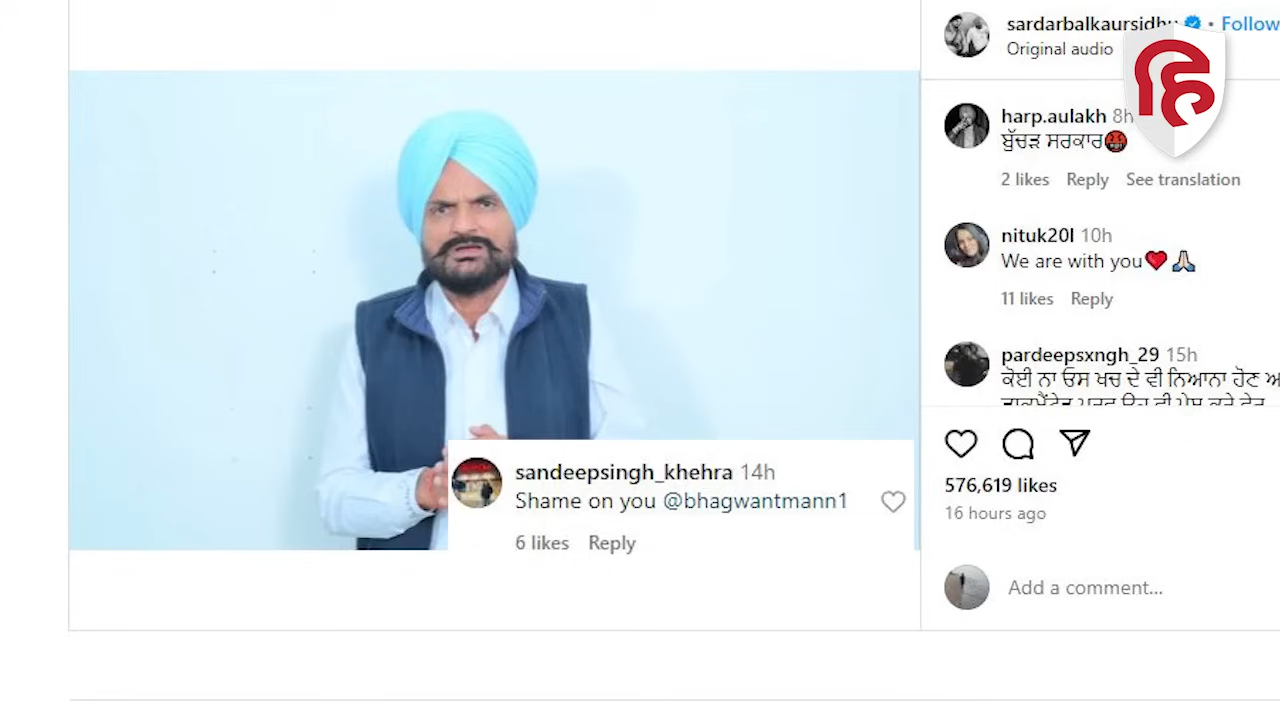 sardarbalkaursidhu • Follow
Original audio
हि
harp.aulakh 8h
ਬੁੱਚੜ ਸਰਕਾਰ🤬
2 likes Reply See translation
nituk20l 10h
We are with you❤️🙏🏻
11 likes Reply
pardeepsxngh_29 15h
ਕੋਈ ਨਾ ਓਸ ਖਚ ਦੇ ਵੀ ਨਿਆਨਾ ਹੋਣ
sandeepsingh_khehra 14h
Shame on you @bhagwantmann1
6 likes Reply
576,619 likes
16 hours ago
Add a comment...